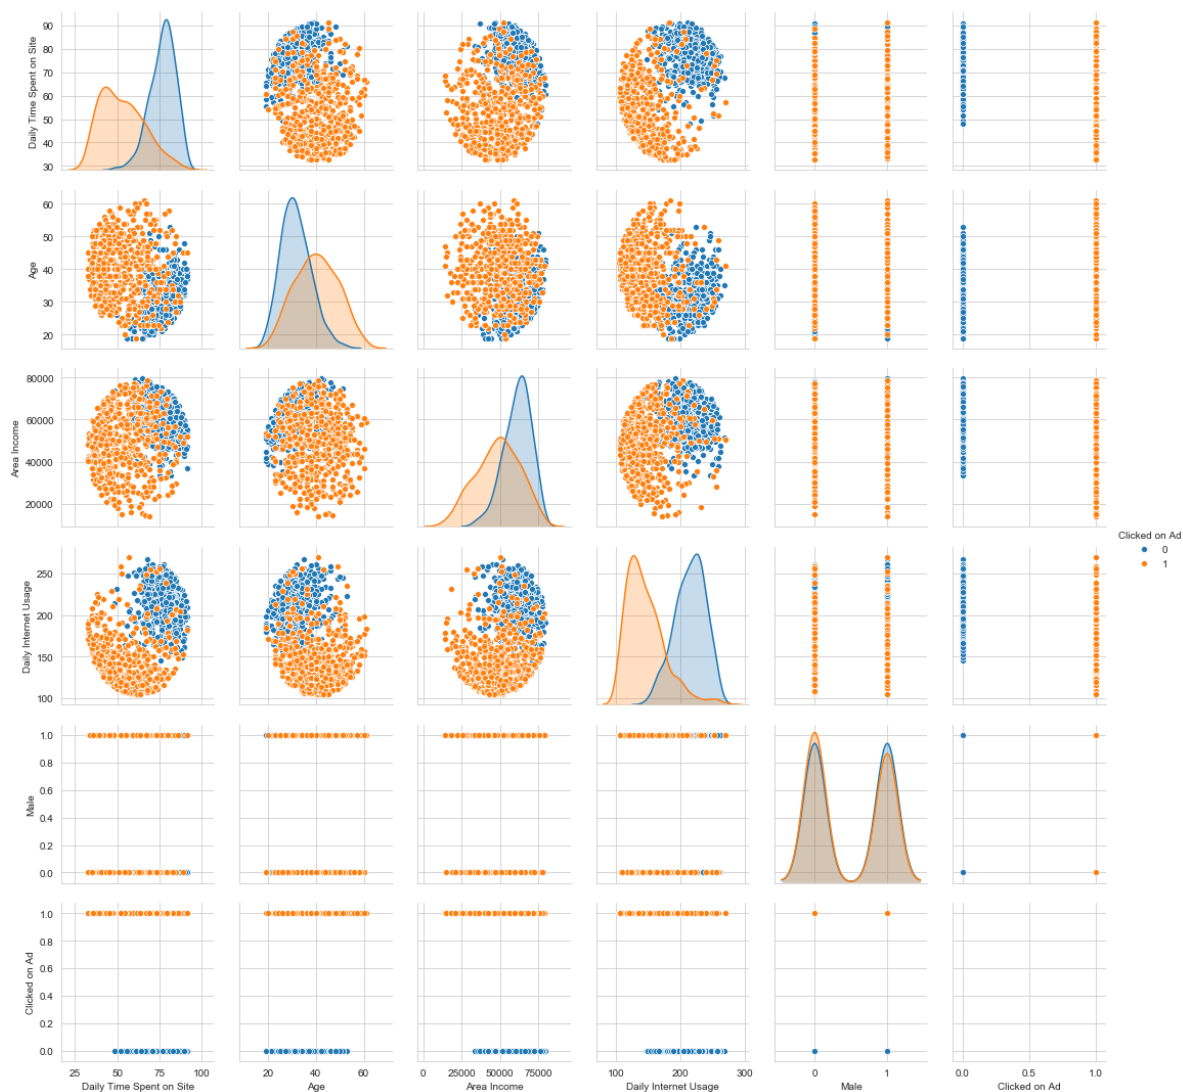 90
80
70
60
50
40
30
Daily Time Spent on Site
60
50
40
30
20
Age
80000
60000
40000
20000
Area Income
250
200
150
100
Daily Internet Usage
Clicked on Ad
0
1
1.0
0.8
0.6
0.4
0.2
0.0
Male
1.0
0.8
0.6
0.4
0.2
0.0
Clicked on Ad
25 50 75 100
20 40 60
0 25000 50000 75000
100 200 300
0 1
0.0 0.5 1.0
Daily Time Spent on Site
Age
Area Income
Daily Internet Usage
Male
Clicked on Ad